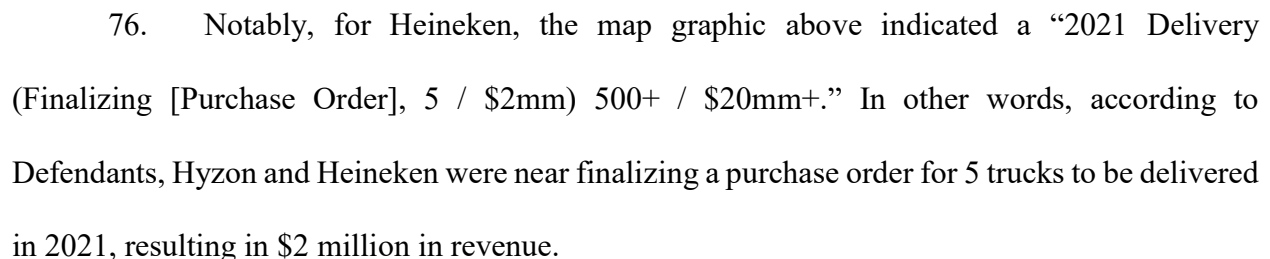 76. Notably, for Heineken, the map graphic above indicated a “2021 Delivery
(Finalizing [Purchase Order], 5 / $2mm) 500+ / $20mm+.” In other words, according to
Defendants, Hyzon and Heineken were near finalizing a purchase order for 5 trucks to be delivered
in 2021, resulting in $2 million in revenue.